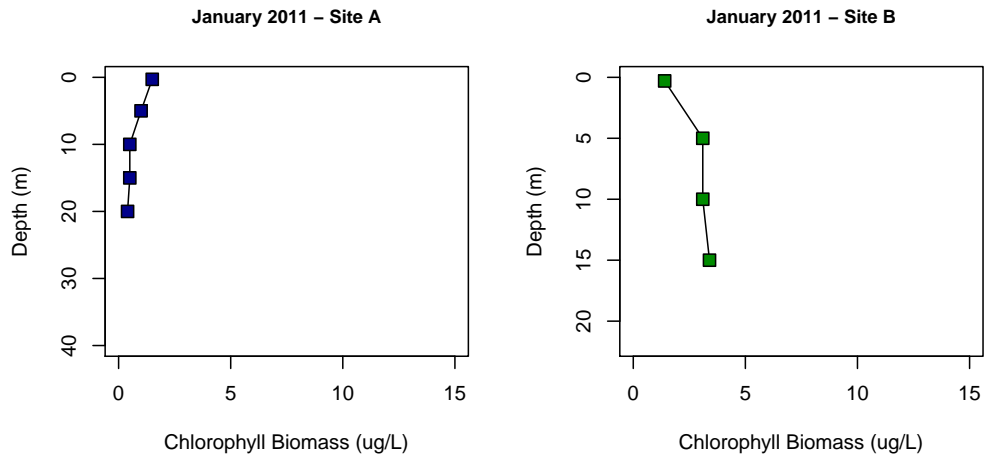 January 2011 – Site A
Depth (m)
0
10
20
30
40
0 5 10 15
Chlorophyll Biomass (ug/L)
January 2011 – Site B
Depth (m)
0
5
10
15
20
0 5 10 15
Chlorophyll Biomass (ug/L)